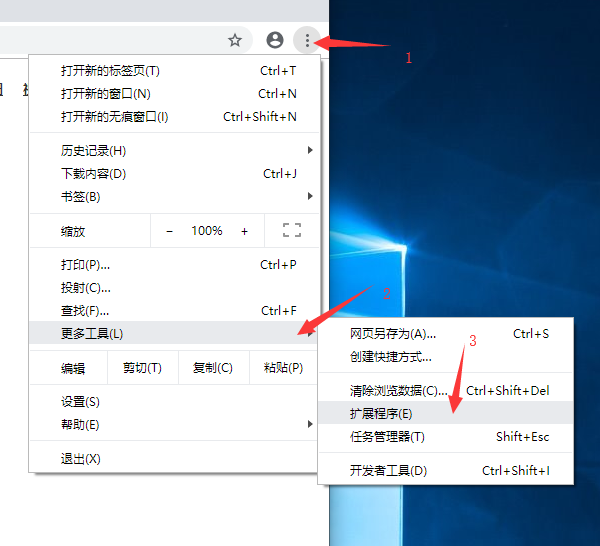 1
打开新的标签页(T) Ctrl+T
打开新的窗口(N) Ctrl+N
打开新的无痕窗口(I) Ctrl+Shift+N
历史记录(H)
下载内容(D) Ctrl+J
书签(B)
缩放 − 100% +
打印(P)... Ctrl+P
投射(C)...
查找(F)... Ctrl+F
2
更多工具(L)
编辑 剪切(T) 复制(C) 粘贴(P)
设置(S)
帮助(E)
退出(X)
网页另存为(A)... Ctrl+S
3
创建快捷方式...
清除浏览数据(C)... Ctrl+Shift+Del
扩展程序(E)
任务管理器(T) Shift+Esc
开发者工具(D) Ctrl+Shift+I